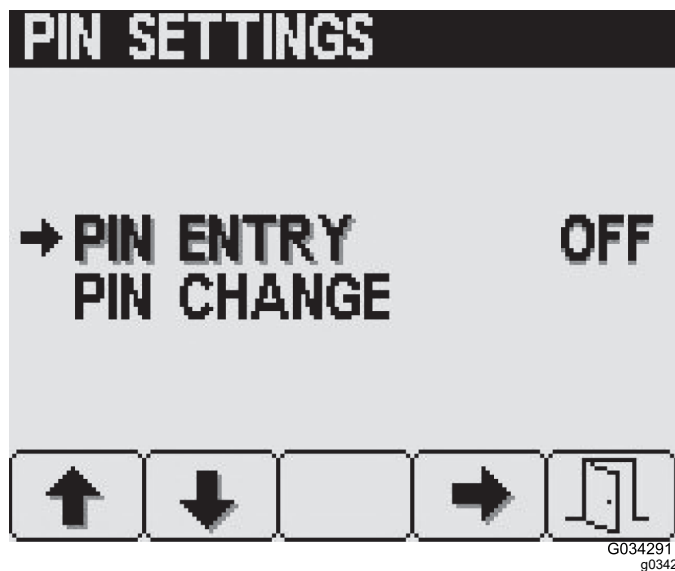 PIN SETTINGS
PIN ENTRY OFF
PIN CHANGE
G034291
g0342